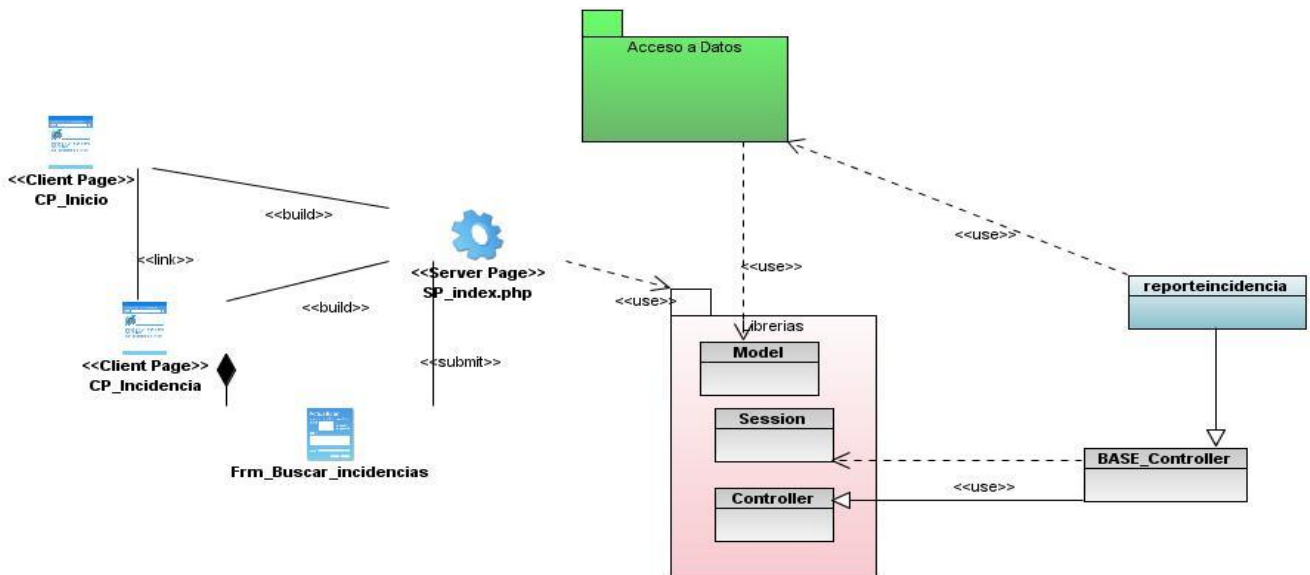 Acceso a Datos
<<Client Page>>
CP_Inicio
<<build>>
<<link>>
<<Server Page>>
SP_index.php
<<use>>
<<use>>
<<use>>
reporteincidencia
<<build>>
Librerias
<<Client Page>>
CP_Incidencia
<<submit>>
Model
Session
Frm_Buscar_incidencias
BASE_Controller
<<use>>
Controller